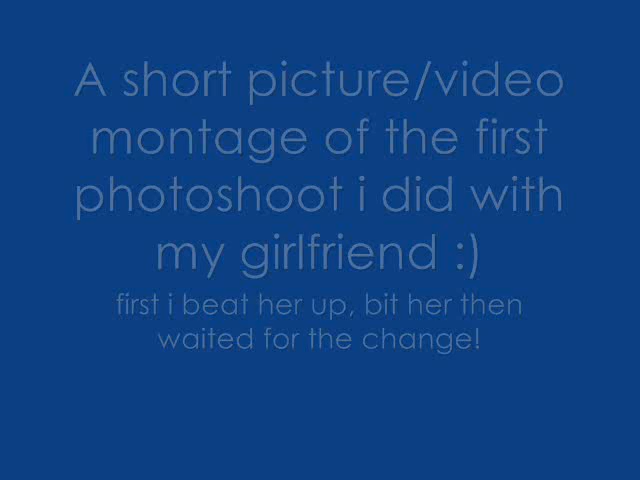 A short picture/video
montage of the first
photoshoot i did with
my girlfriend :)
first i beat her up, bit her then
waited for the change!